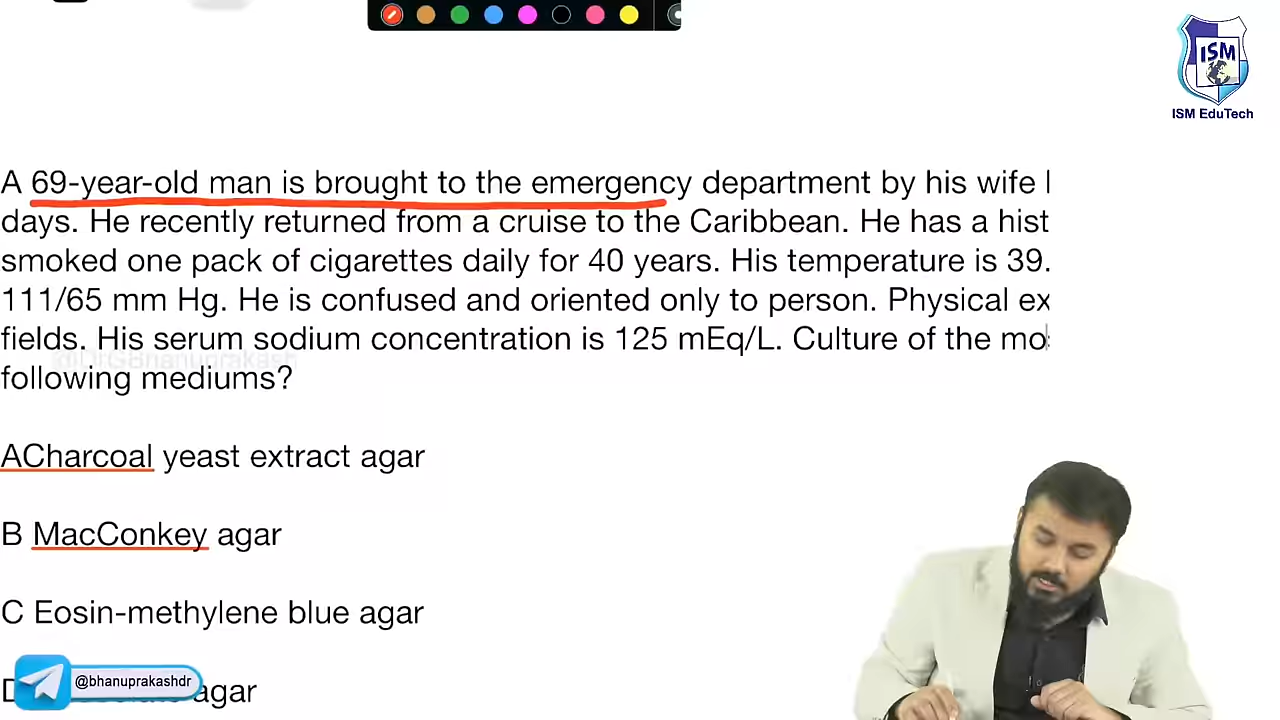 ISM
ISM EduTech
A 69-year-old man is brought to the emergency department by his wife
days. He recently returned from a cruise to the Caribbean. He has a hist
smoked one pack of cigarettes daily for 40 years. His temperature is 39.
111/65 mm Hg. He is confused and oriented only to person. Physical ex
fields. His serum sodium concentration is 125 mEq/L. Culture of the mo
@DrGBhanuprakash
following mediums?
ACharcoal yeast extract agar
B MacConkey agar
C Eosin-methylene blue agar
@bhanuprakashdr
D agar